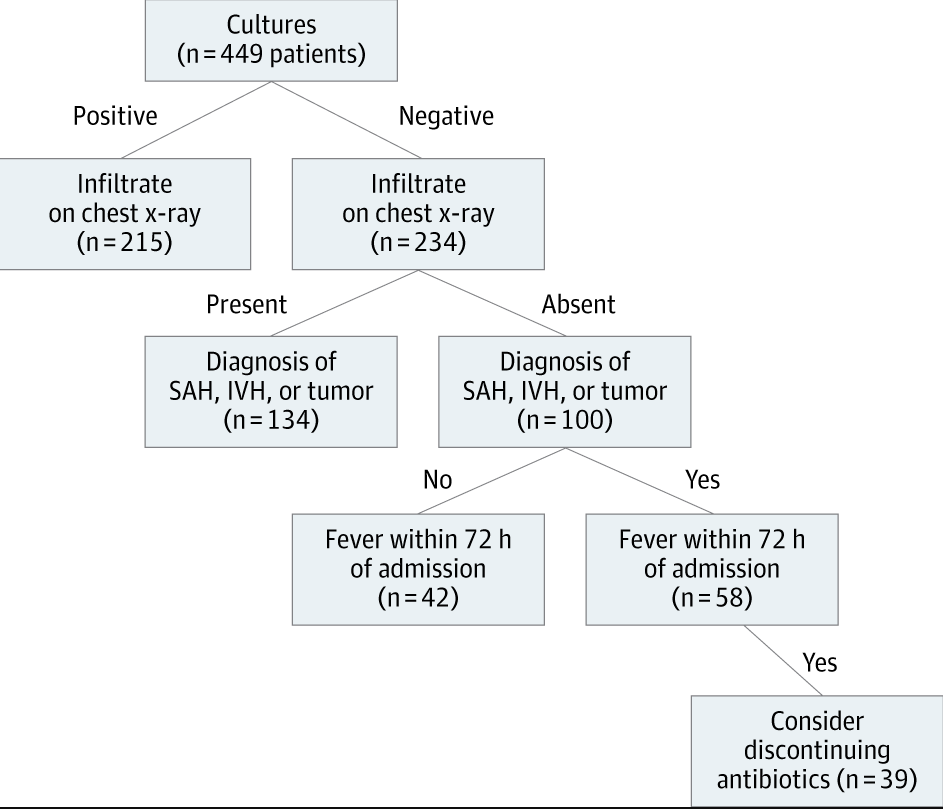 Cultures
(n = 449 patients)
Positive
Negative
Infiltrate
on chest x-ray
(n = 215)
Infiltrate
on chest x-ray
(n = 234)
Present
Absent
Diagnosis of
SAH, IVH, or tumor
(n = 134)
Diagnosis of
SAH, IVH, or tumor
(n = 100)
No
Yes
Fever within 72 h
of admission
(n = 42)
Fever within 72 h
of admission
(n = 58)
Yes
Consider
discontinuing
antibiotics (n = 39)